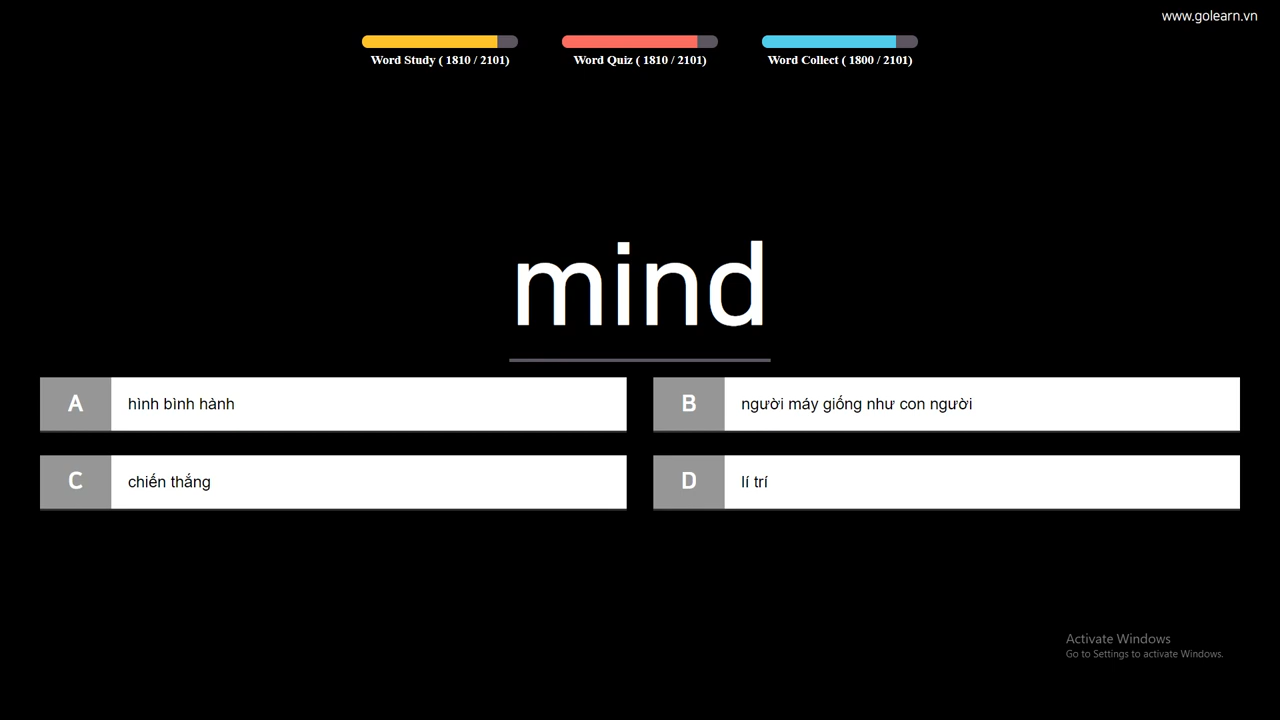 www.golearn.vn
Word Study ( 1810 / 2101)
Word Quiz ( 1810 / 2101)
Word Collect ( 1800 / 2101)
mind
A hình bình hành
B người máy giống như con người
C chiến thắng
D lí trí
Activate Windows
Go to Settings to activate Windows.